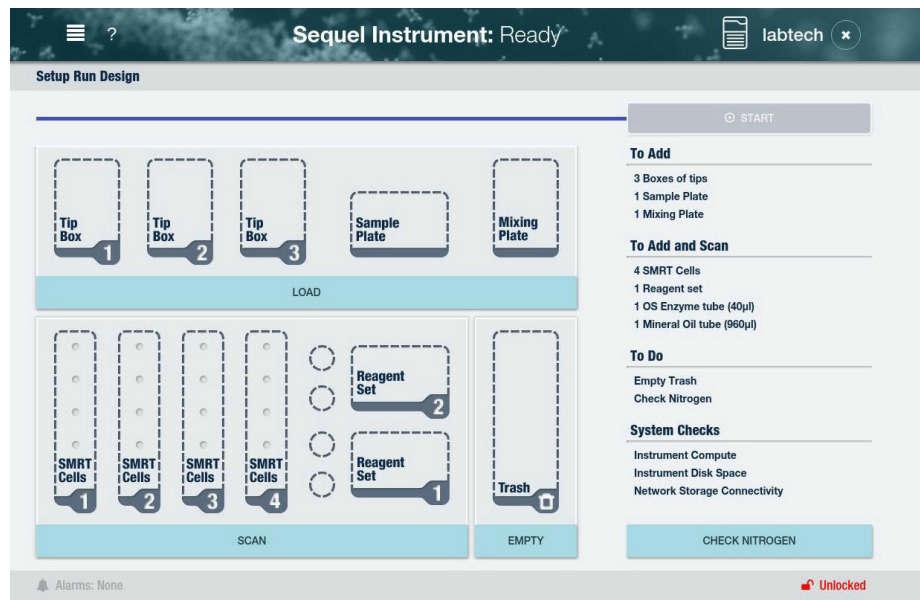 ?
Sequel Instrument: Ready
labtech
Setup Run Design
START
Tip
Box
1
Tip
Box
2
Tip
Box
3
Sample
Plate
Mixing
Plate
LOAD
SMRT
Cells
1
SMRT
Cells
2
SMRT
Cells
3
SMRT
Cells
4
Reagent
Set
2
Reagent
Set
1
Trash
SCAN
EMPTY
To Add
3 Boxes of tips
1 Sample Plate
1 Mixing Plate
To Add and Scan
4 SMRT Cells
1 Reagent set
1 OS Enzyme tube (40µl)
1 Mineral Oil tube (960µl)
To Do
Empty Trash
Check Nitrogen
System Checks
Instrument Compute
Instrument Disk Space
Network Storage Connectivity
CHECK NITROGEN
Alarms: None
Unlocked